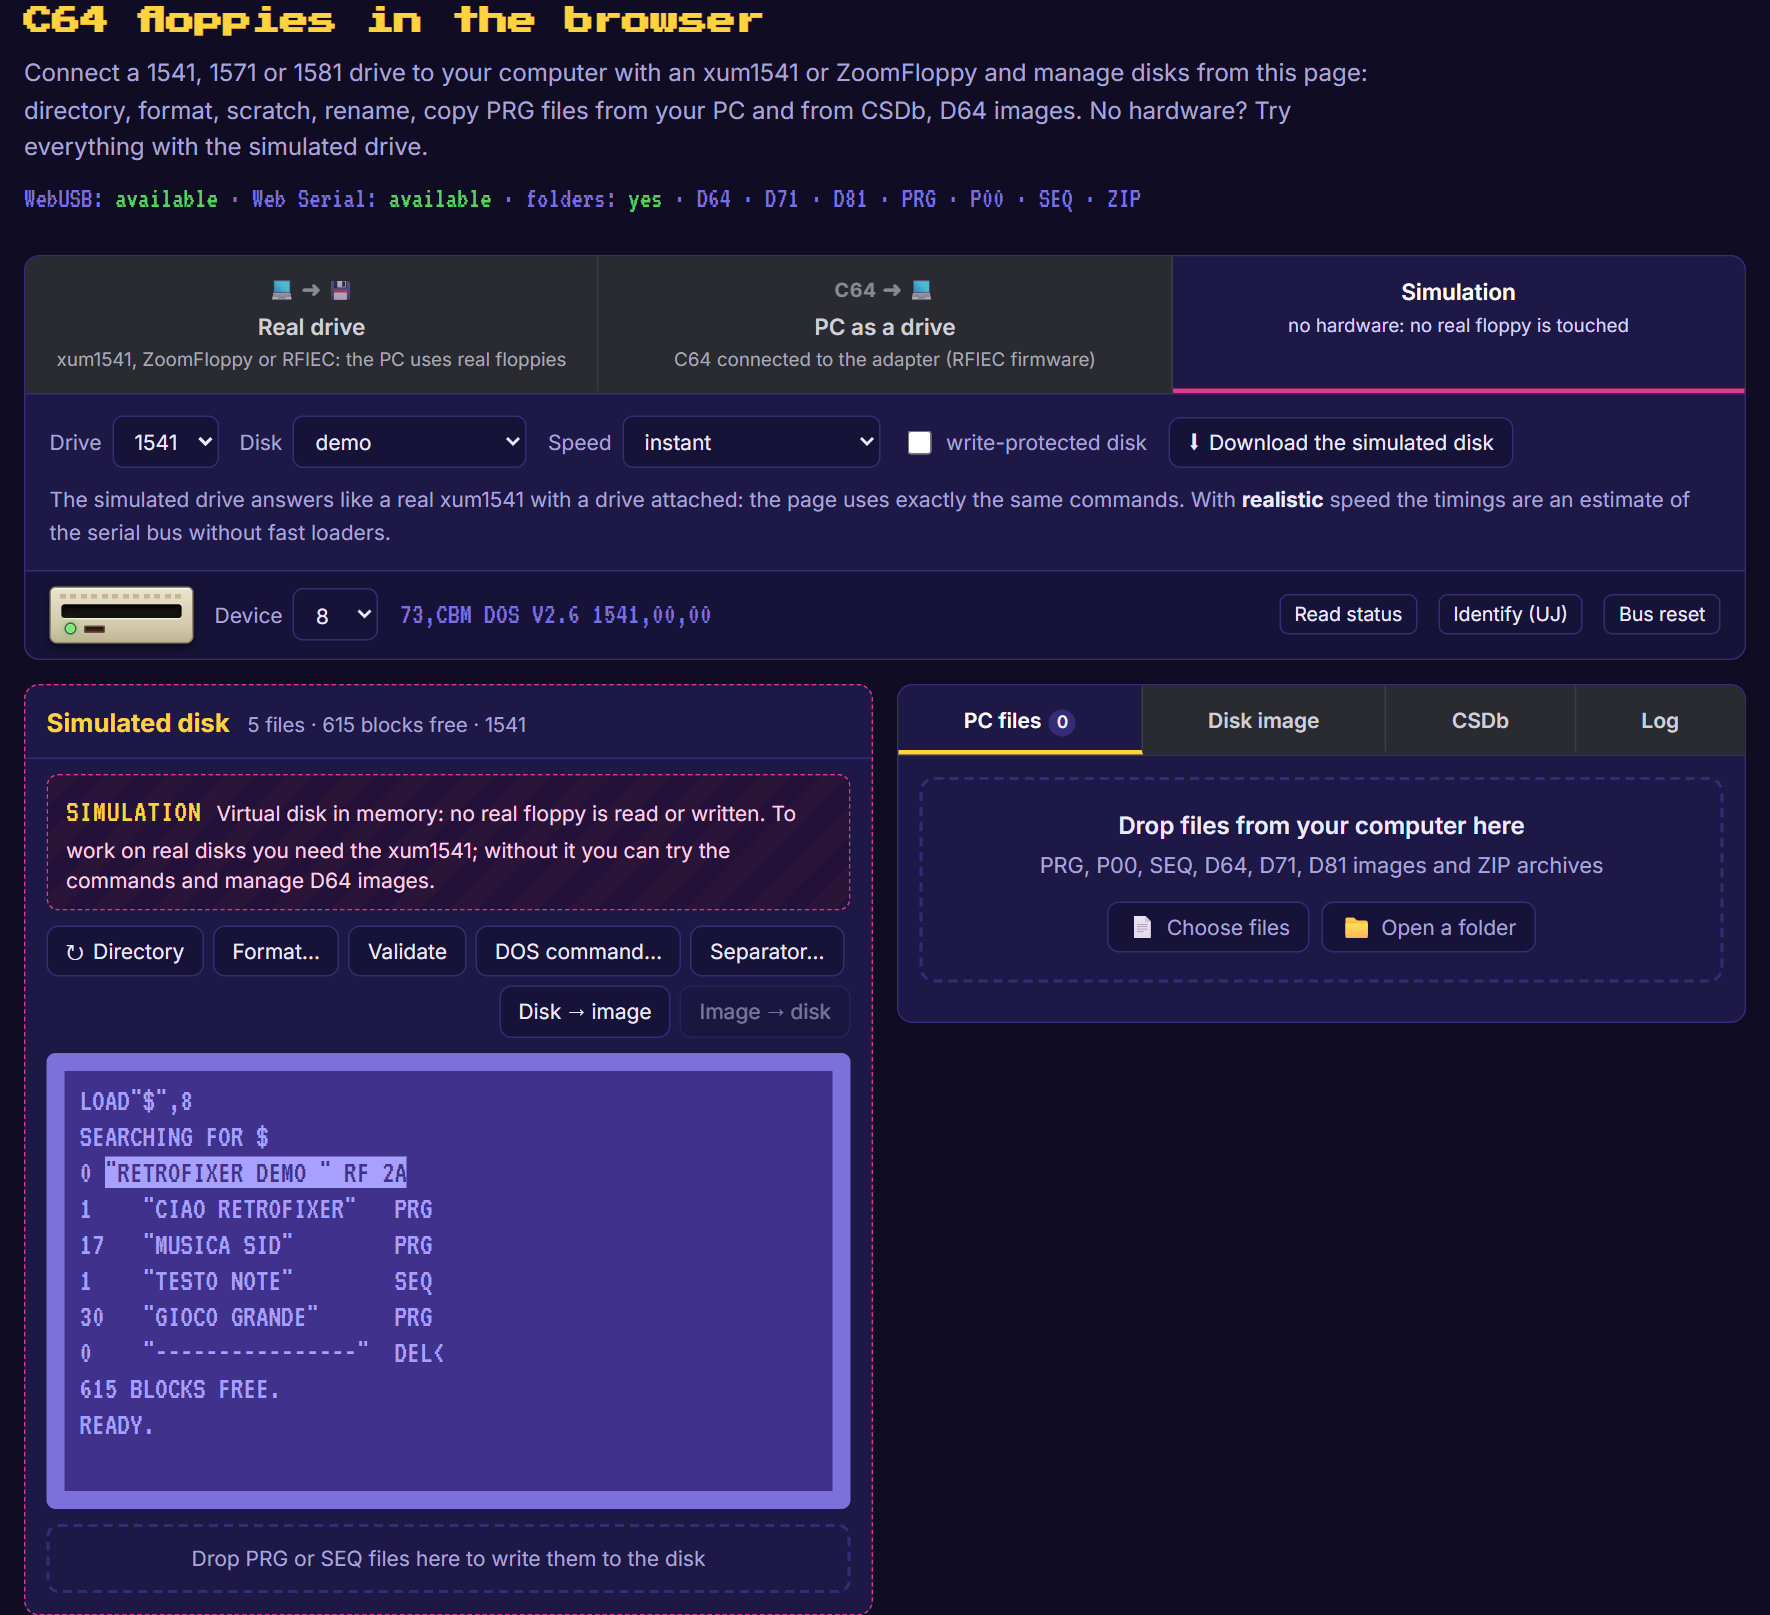 C64 floppies in the browser
Connect a 1541, 1571 or 1581 drive to your computer with an xum1541 or ZoomFloppy and manage disks from this page:
directory, format, scratch, rename, copy PRG files from your PC and from CSDb, D64 images. No hardware? Try
everything with the simulated drive.
WebUSB: available · Web Serial: available · folders: yes · D64 · D71 · D81 · PRG · P00 · SEQ · ZIP
💻 → 💾
Real drive
xum1541, ZoomFloppy or RFIEC: the PC uses real floppies
C64 → 💻
PC as a drive
C64 connected to the adapter (RFIEC firmware)
Simulation
no hardware: no real floppy is touched
Drive 1541 Disk demo Speed instant write-protected disk ⬇ Download the simulated disk
The simulated drive answers like a real xum1541 with a drive attached: the page uses exactly the same commands. With realistic speed the timings are an estimate of
the serial bus without fast loaders.
Device 8 73,CBM DOS V2.6 1541,00,00 Read status Identify (UJ) Bus reset
Simulated disk 5 files · 615 blocks free · 1541
SIMULATION Virtual disk in memory: no real floppy is read or written. To
work on real disks you need the xum1541; without it you can try the
commands and manage D64 images.
↻ Directory Format... Validate DOS command... Separator...
Disk → image Image → disk
LOAD"$",8
SEARCHING FOR $
0 "RETROFIXER DEMO " RF 2A
1 "CIAO RETROFIXER" PRG
17 "MUSICA SID" PRG
1 "TESTO NOTE" SEQ
30 "GIOCO GRANDE" PRG
0 "----------------" DEL<
615 BLOCKS FREE.
READY.
Drop PRG or SEQ files here to write them to the disk
PC files 0 Disk image CSDb Log
Drop files from your computer here
PRG, P00, SEQ, D64, D71, D81 images and ZIP archives
📄 Choose files 📁 Open a folder